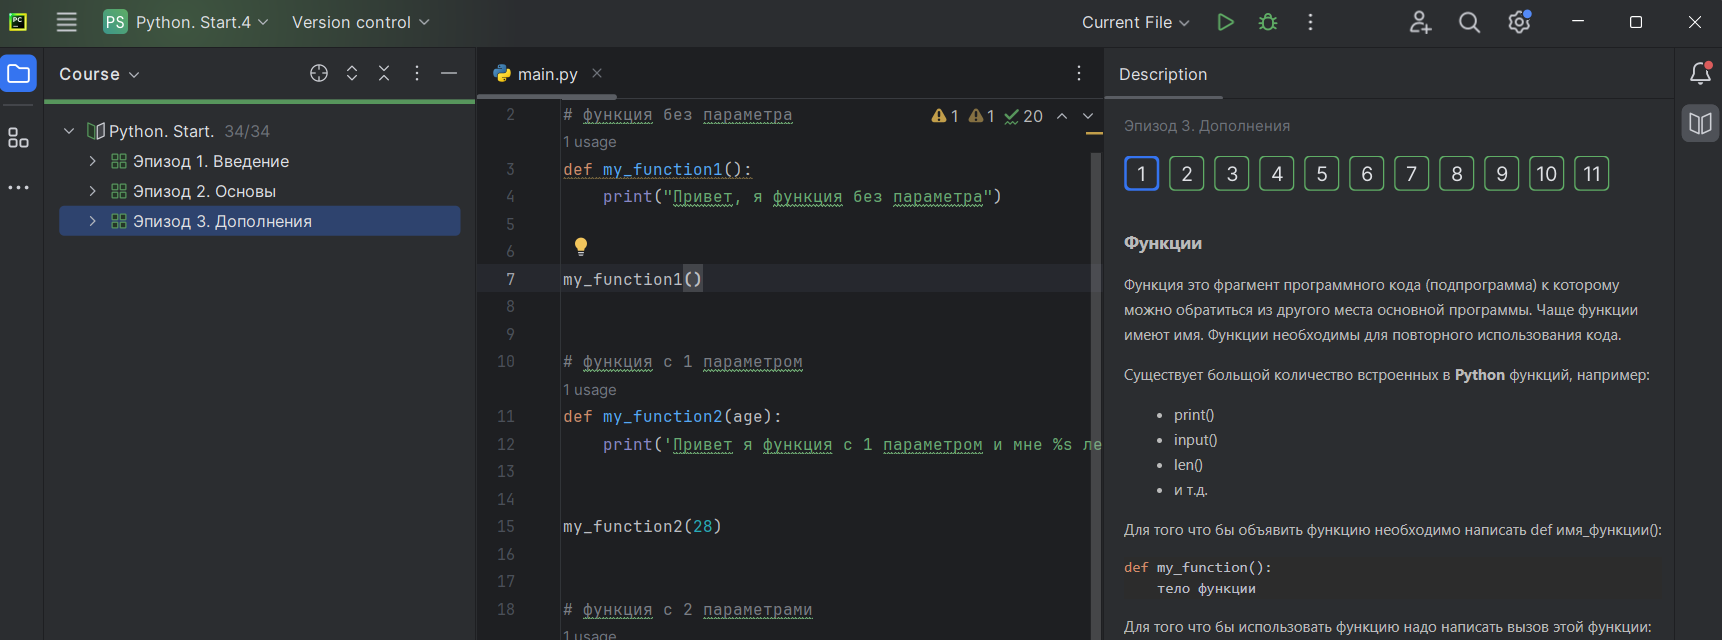 PC
PS Python. Start.4 Version control Current File
Course
Python. Start. 34/34
Эпизод 1. Введение
Эпизод 2. Основы
Эпизод 3. Дополнения
main.py
1 1 20
2 # функция без параметра
1 usage
3 def my_function1():
4 print("Привет, я функция без параметра")
5
6
7 my_function1()
8
9
10 # функция с 1 параметром
1 usage
11 def my_function2(age):
12 print('Привет я функция с 1 параметром и мне %s ле
13
14
15 my_function2(28)
16
17
18 # функция с 2 параметрами
1 usage
Description
Эпизод 3. Дополнения
1 2 3 4 5 6 7 8 9 10 11
Функции
Функция это фрагмент программного кода (подпрограмма) к которому
можно обратиться из другого места основной программы. Чаще функции
имеют имя. Функции необходимы для повторного использования кода.
Существует большой количество встроенных в Python функций, например:
• print()
• input()
• len()
• и т.д.
Для того что бы объявить функцию необходимо написать def имя_функции():
def my_function():
тело функции
Для того что бы использовать функцию надо написать вызов этой функции: